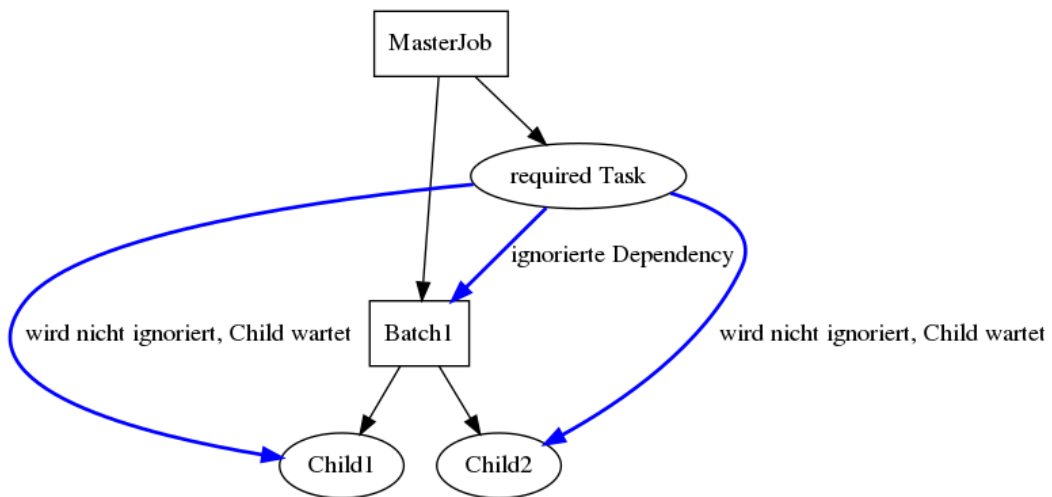 MasterJob
required Task
ignorierte Dependency
wird nicht ignoriert, Child wartet
Batch1
wird nicht ignoriert, Child wartet
Child1
Child2